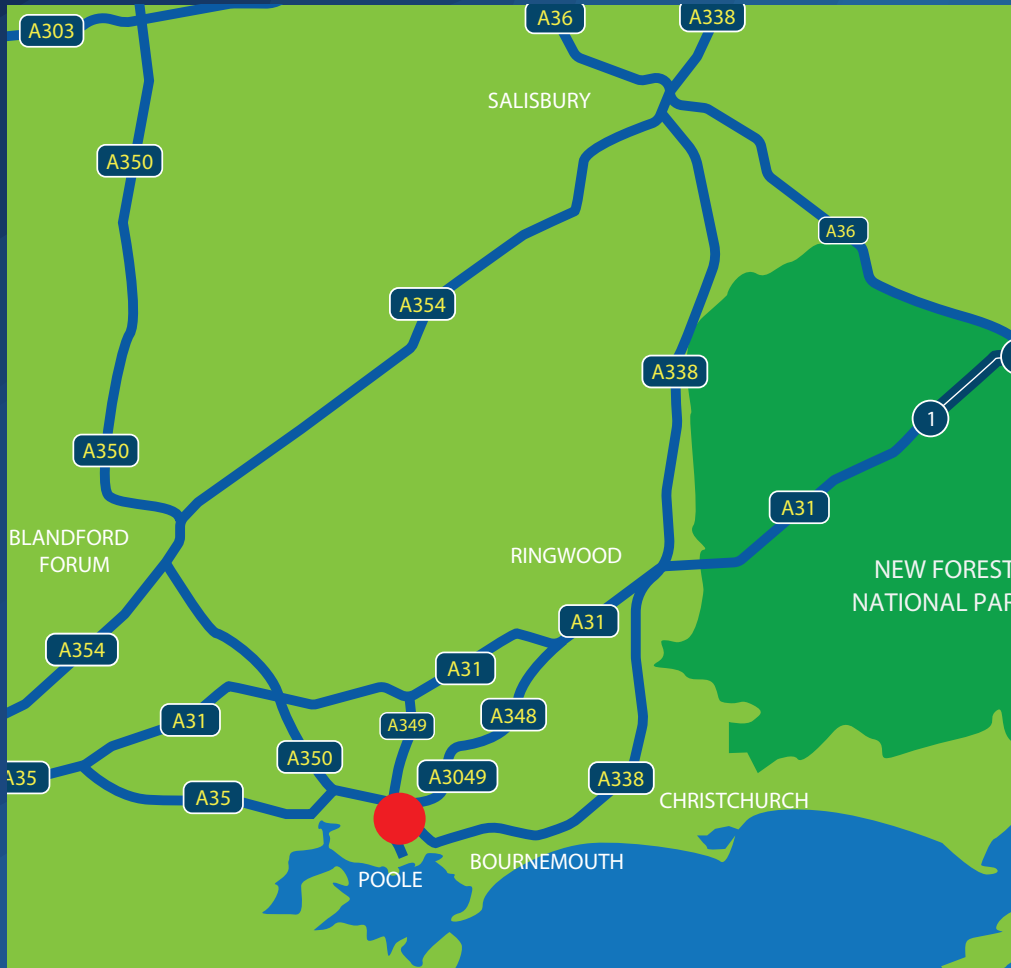 A303
A36
A338
SALISBURY
A350
A36
A354
A338
1
A350
A31
BLANDFORD
FORUM
RINGWOOD
NEW FOREST
NATIONAL PAR
A31
A354
A31
A31
A349
A348
A350
A3049
A35
A338
A35
CHRISTCHURCH
BOURNEMOUTH
POOLE